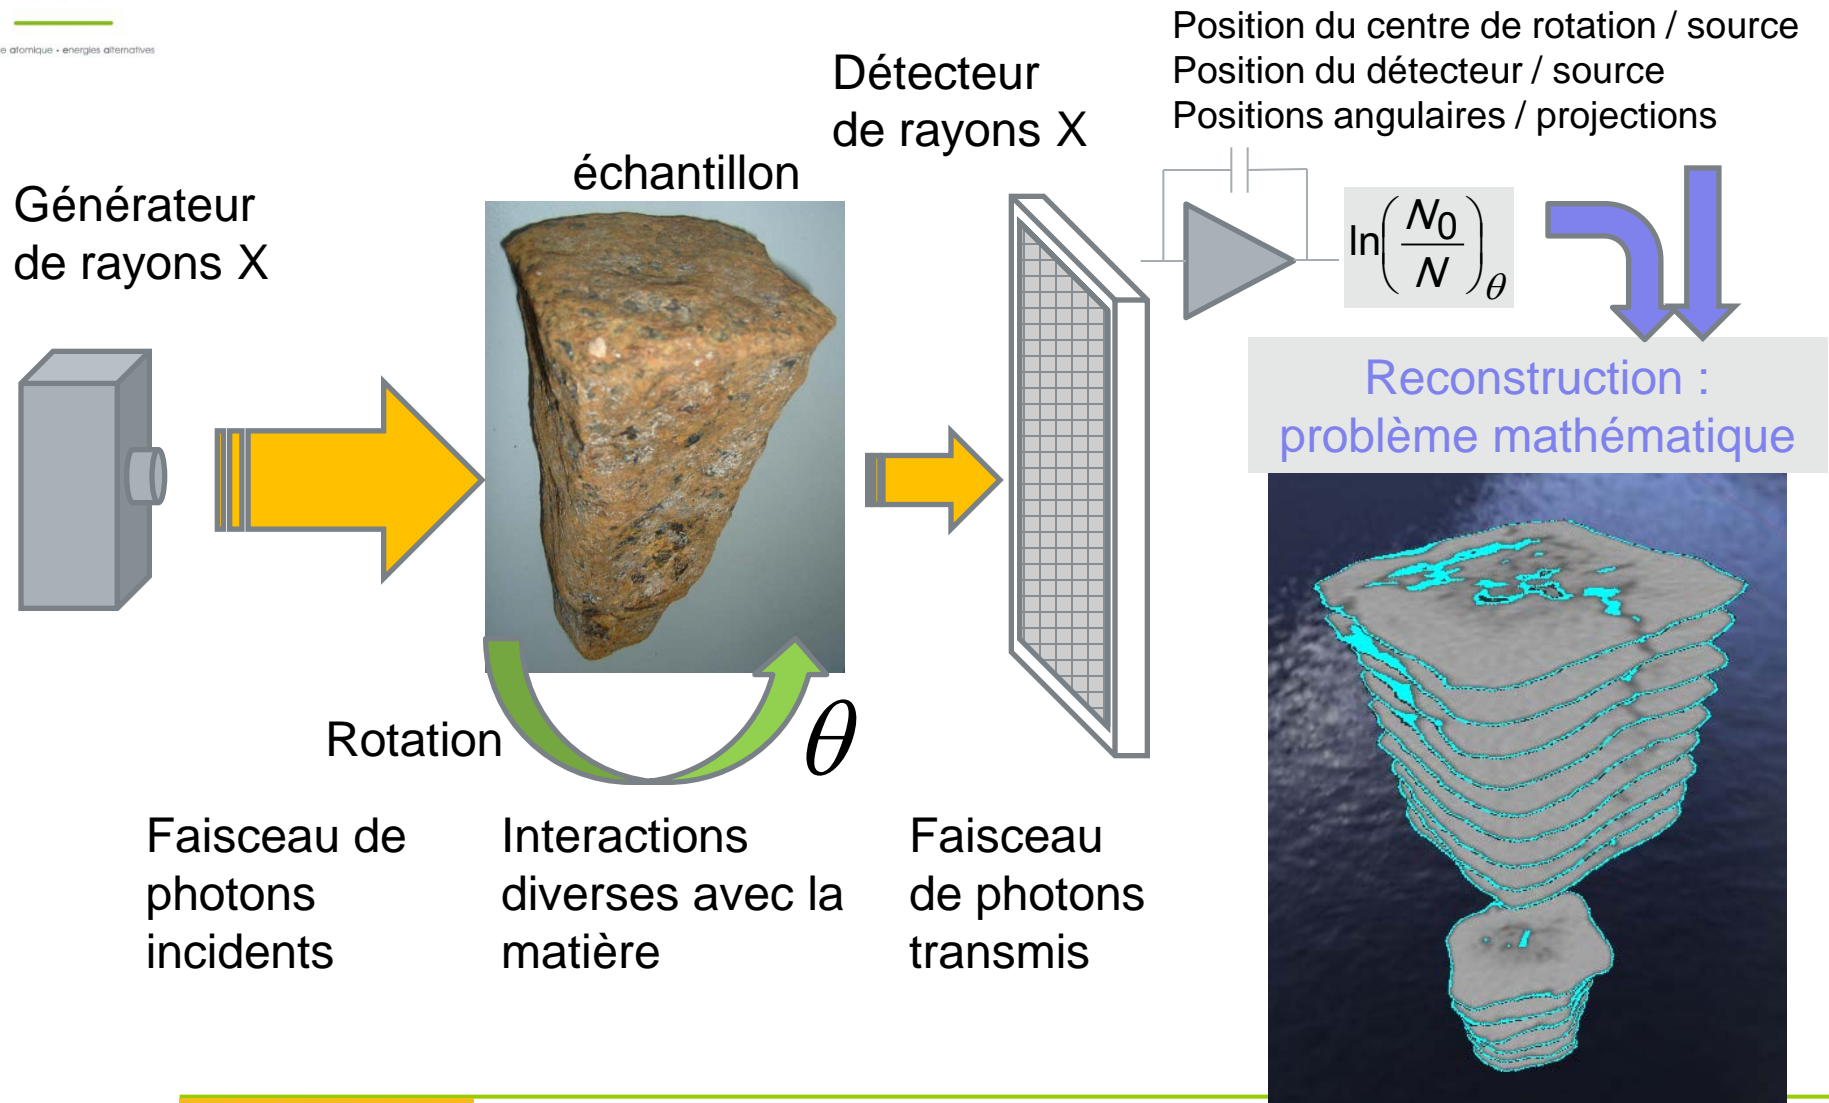 atomique • energies alternatives
Position du centre de rotation / source
Position du détecteur / source
Positions angulaires / projections
Détecteur
de rayons X
échantillon
Générateur
de rayons X
ln(N0/N)θ
Reconstruction :
problème mathématique
Rotation
θ
Faisceau de
photons
incidents
Interactions
diverses avec la
matière
Faisceau
de photons
transmis